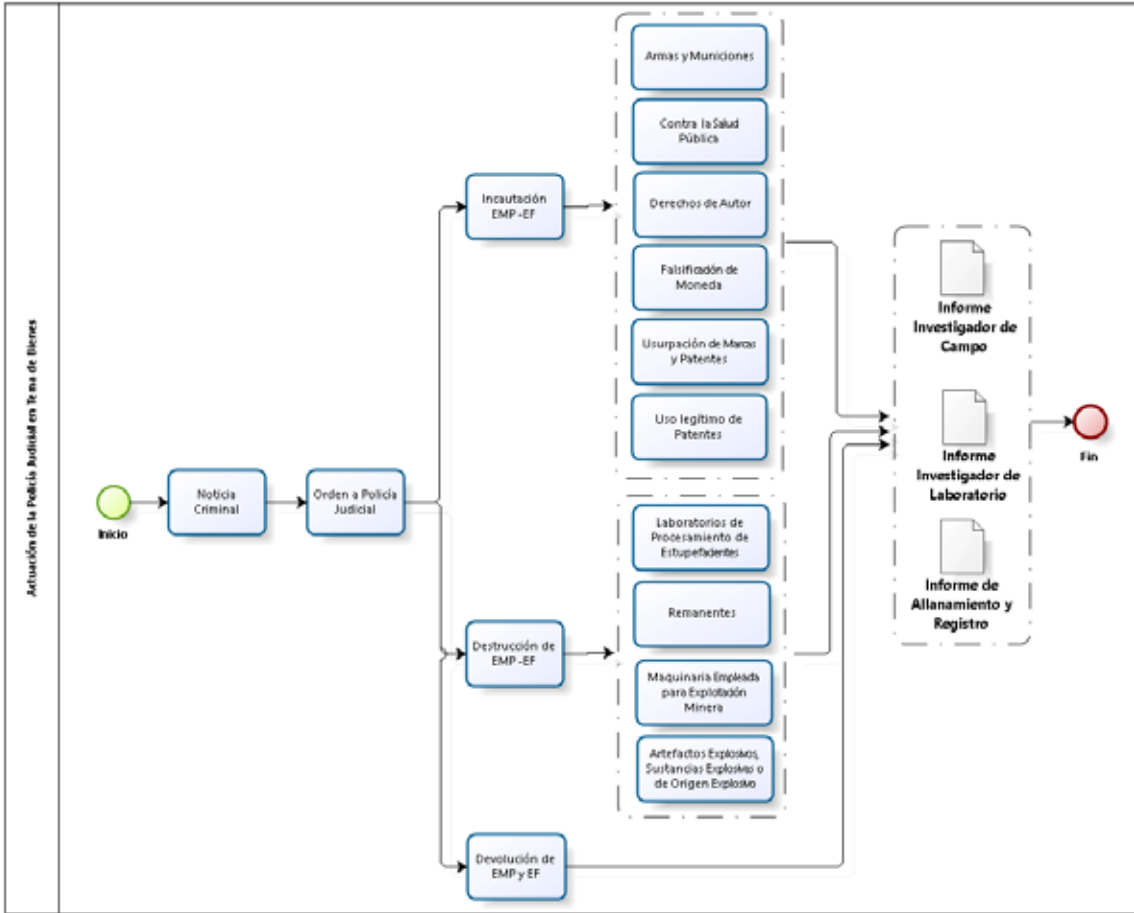 Actuación de la Policía Judicial en Tema de Bienes
Inicio
Noticia
Criminal
Orden a Policía
Judicial
Incautación
EMP -EF
Armas y Municiones
Contra la Salud
Pública
Derechos de Autor
Falsificación de
Moneda
Usurpación de Marcas
y Patentes
Uso legítimo de
Patentes
Destrucción de
EMP -EF
Laboratorios de
Procesamiento de
Estupefacientes
Remanentes
Maquinaria Empleada
para Explotación
Minera
Artefactos Explosivos,
Sustancias Explosivas o
de Origen Explosivo
Devolución de
EMP y EF
Informe
Investigador de
Campo
Informe
Investigador de
Laboratorio
Informe de
Allanamiento y
Registro
Fin